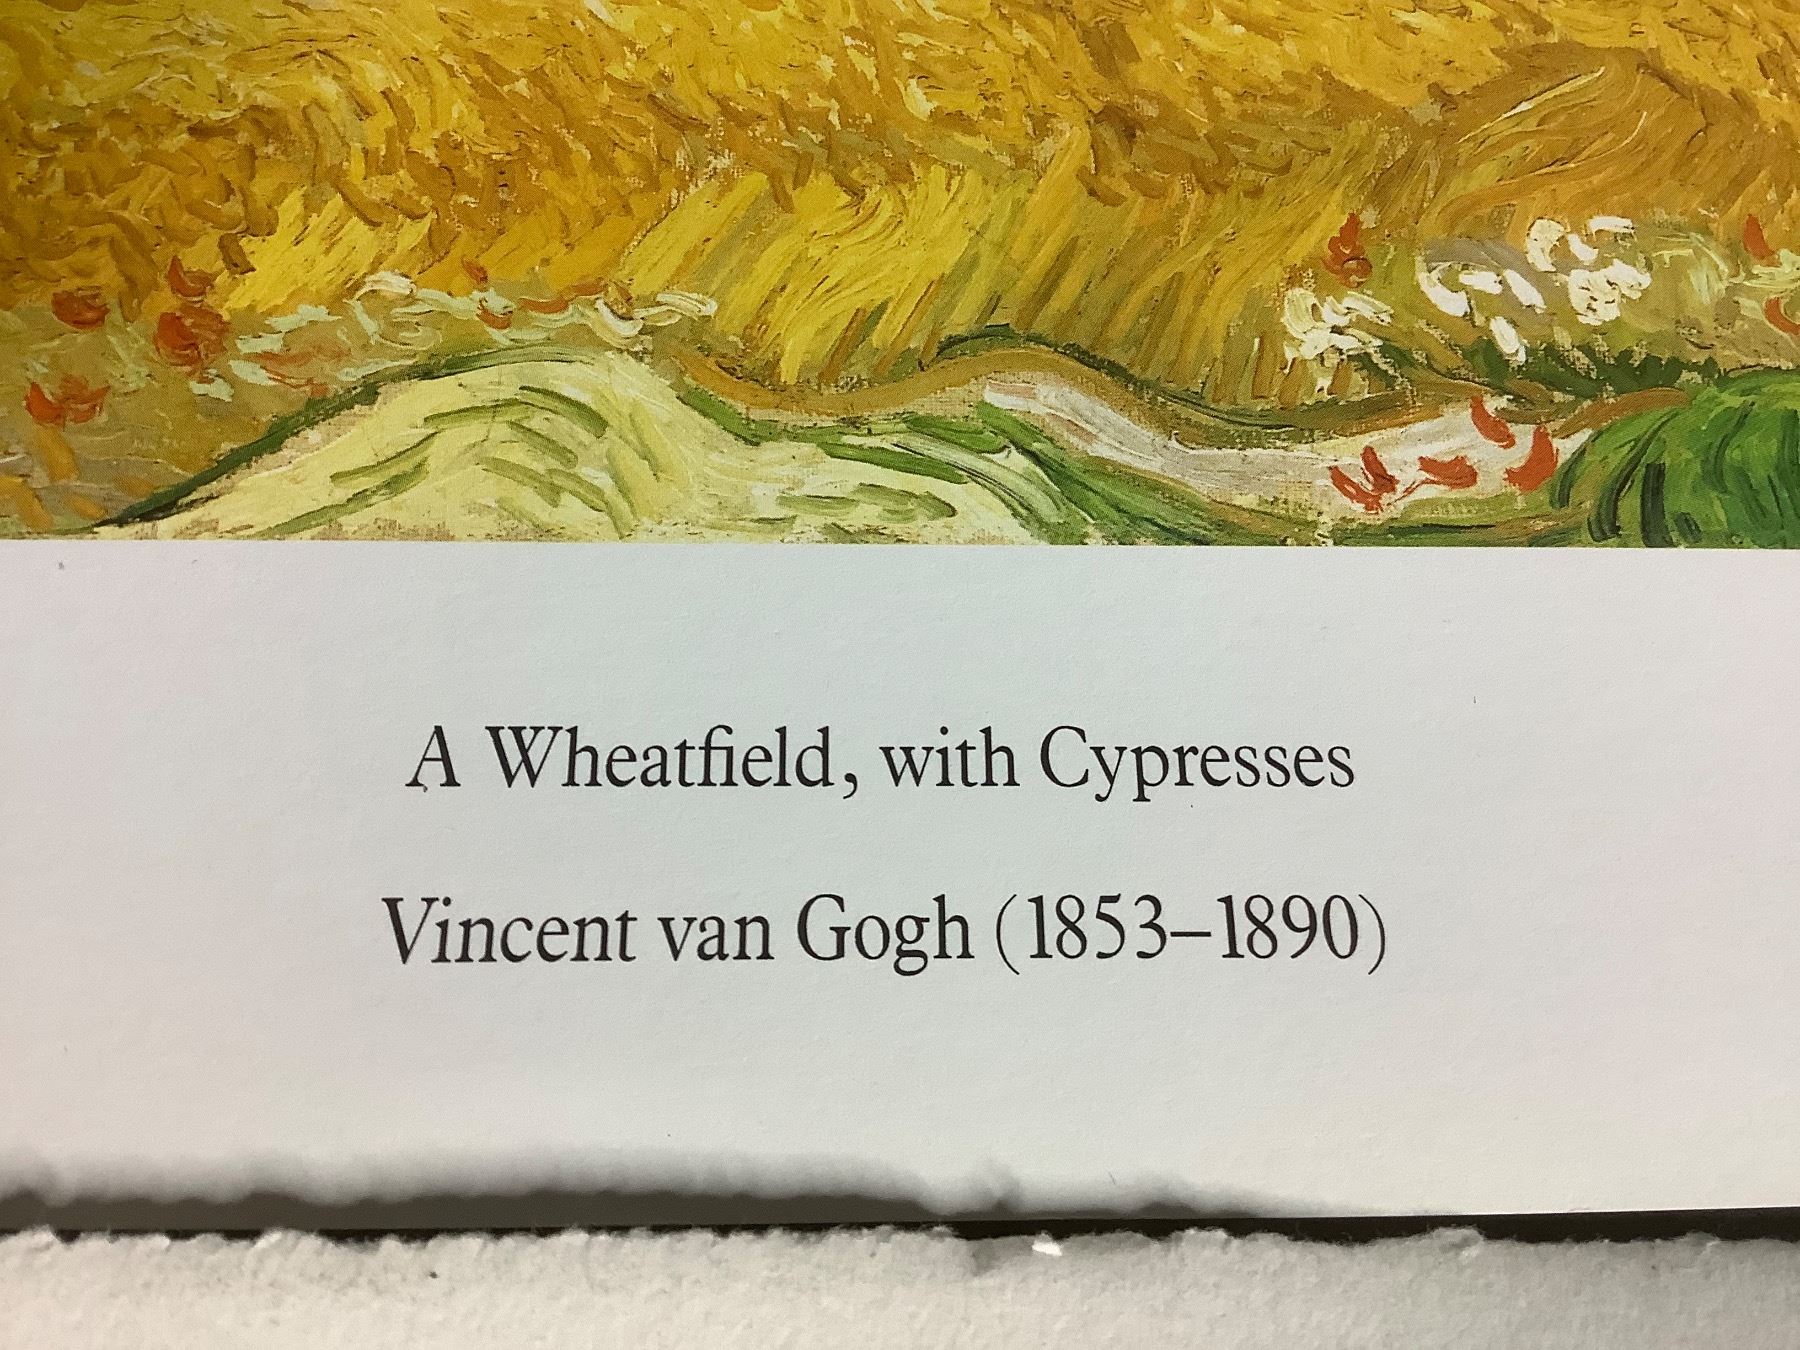 A Wheatfield, with Cypresses
Vincent van Gogh (1853–1890)